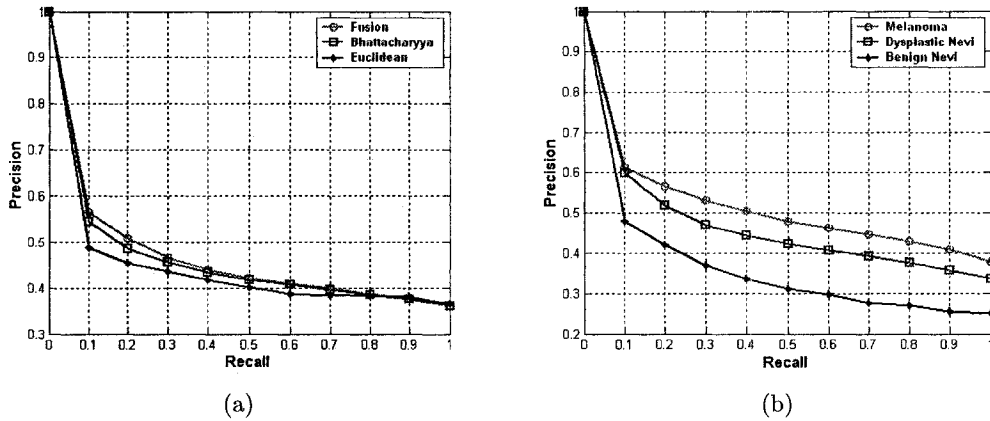 1
0.9
0.8
0.7
0.6
0.5
0.4
0.3
Precision
Fusion
Bhattacharyya
Euclidean
0 0.1 0.2 0.3 0.4 0.5 0.6 0.7 0.8 0.9 1
Recall
(a)
1
0.9
0.8
0.7
0.6
0.5
0.4
0.3
0.2
Precision
Melanoma
Dysplastic Nevi
Benign Nevi
0 0.1 0.2 0.3 0.4 0.5 0.6 0.7 0.8 0.9 1
Recall
(b)